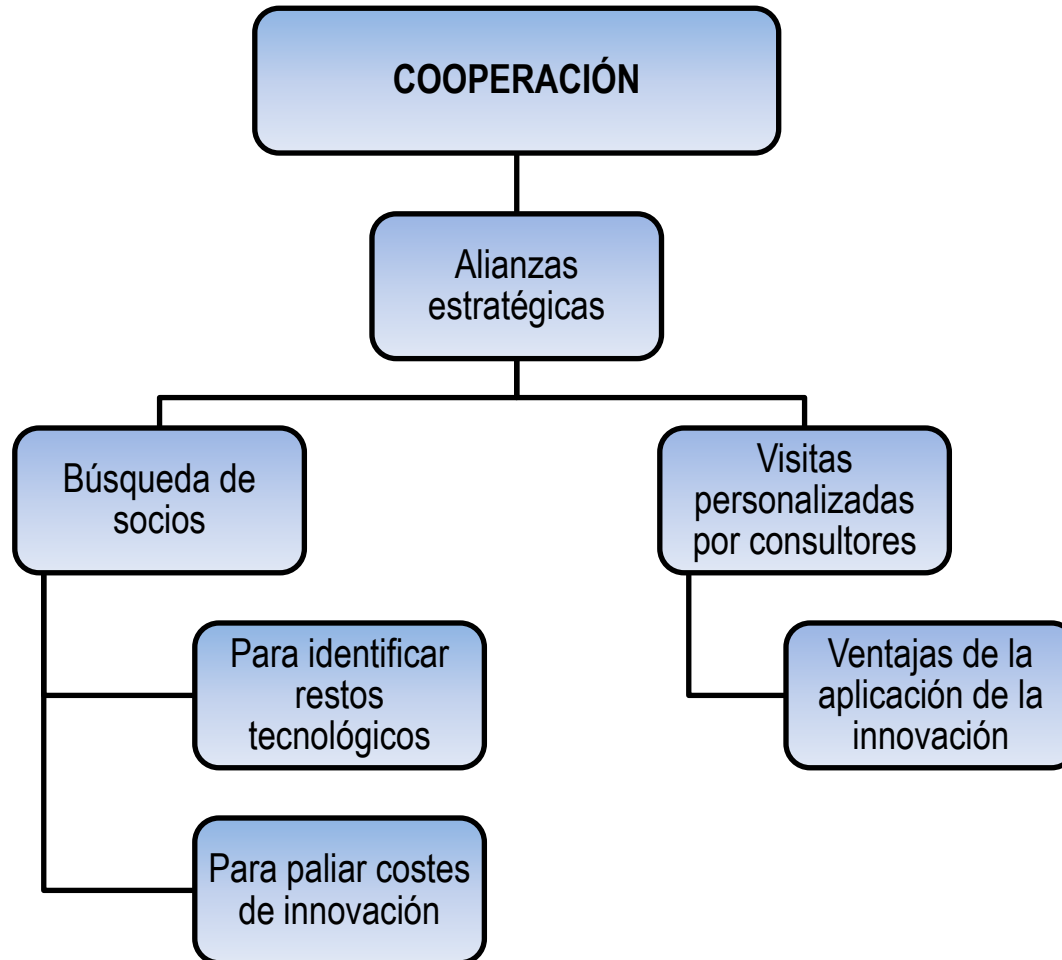 COOPERACIÓN
Alianzas
estratégicas
Búsqueda de
socios
Visitas
personalizadas
por consultores
Para identificar
restos
tecnológicos
Ventajas de la
aplicación de la
innovación
Para paliar costes
de innovación